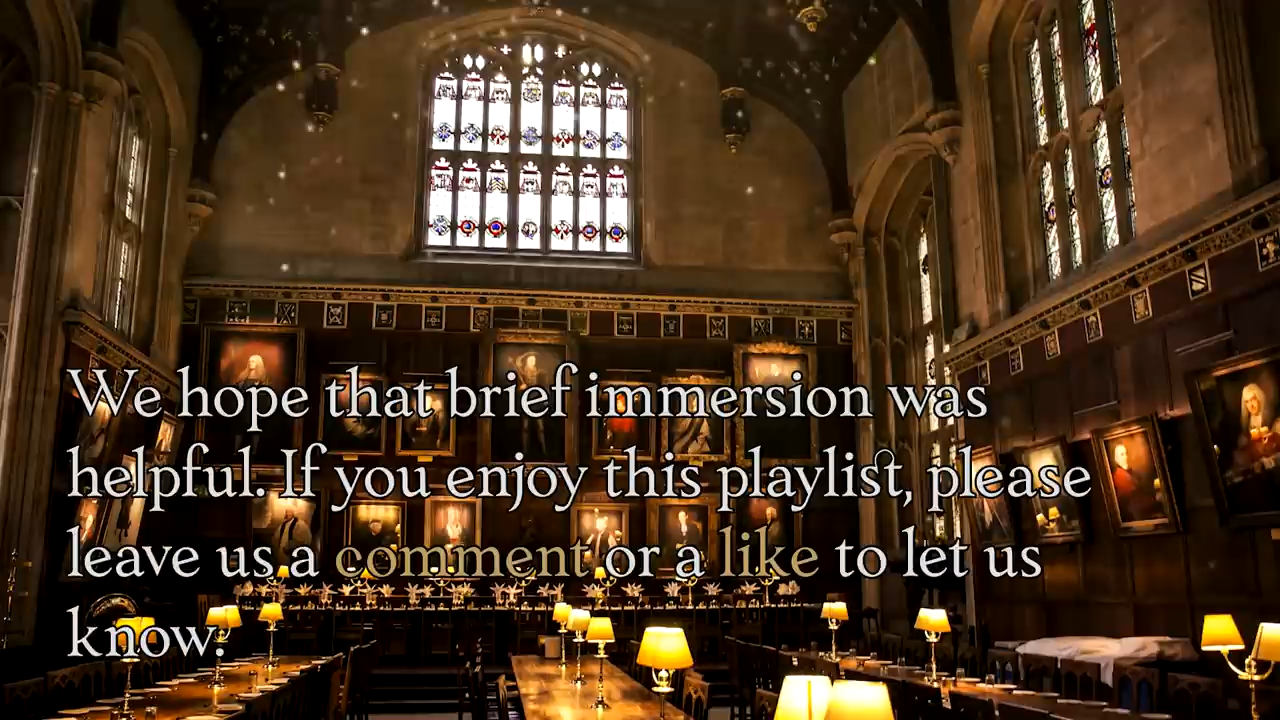 We hope that brief immersion was
helpful. If you enjoy this playlist, please
leave us a comment or a like to let us
know.